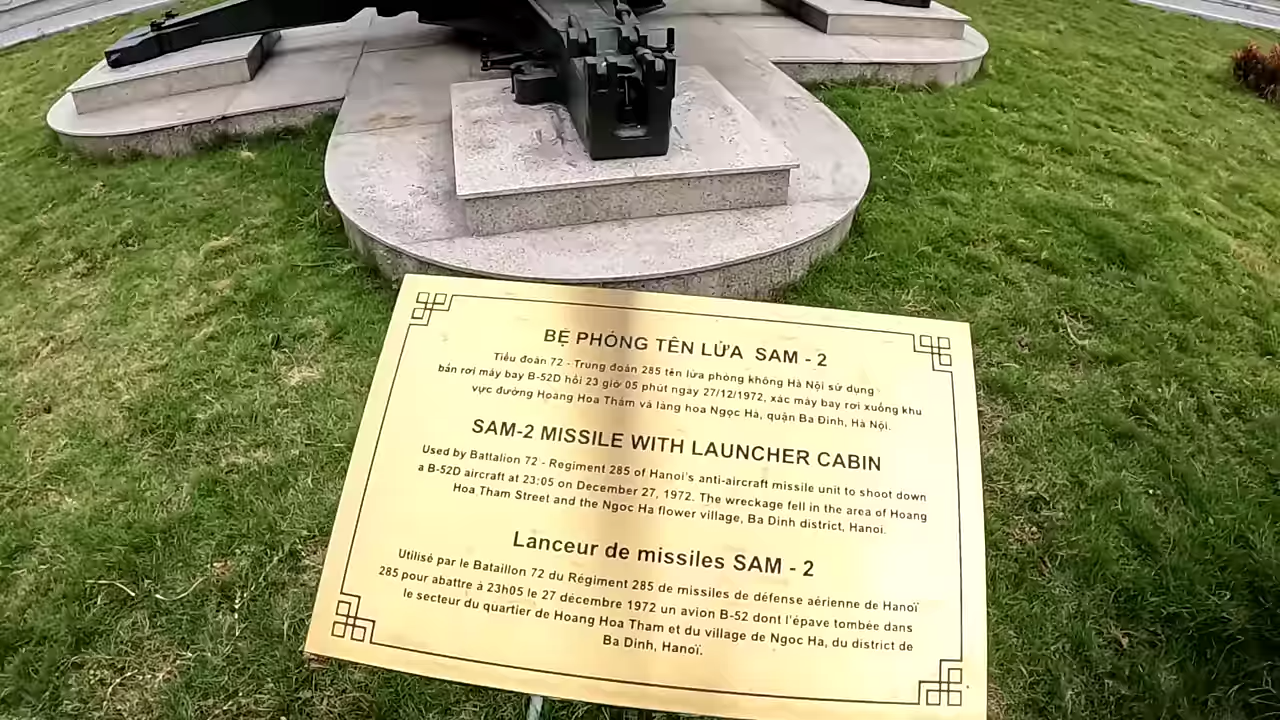 BỆ PHÓNG TÊN LỬA SAM - 2
Tiểu đoàn 72 - Trung đoàn 285 tên lửa phòng không Hà Nội sử dụng
bắn rơi máy bay B-52D hồi 23 giờ 05 phút ngày 27/12/1972, xác máy bay rơi xuống khu
vực đường Hoàng Hoa Thám và làng hoa Ngọc Hà, quận Ba Đình, Hà Nội.
SAM-2 MISSILE WITH LAUNCHER CABIN
Used by Battalion 72 - Regiment 285 of Hanoi's anti-aircraft missile unit to shoot down
a B-52D aircraft at 23:05 on December 27, 1972. The wreckage fell in the area of Hoang
Hoa Tham Street and the Ngoc Ha flower village, Ba Dinh district, Hanoi.
Lanceur de missiles SAM - 2
Utilisé par le Bataillon 72 du Régiment 285 de missiles de défense aérienne de Hanoï
285 pour abattre à 23h05 le 27 décembre 1972 un avion B-52 dont l'épave tombée dans
le secteur du quartier de Hoang Hoa Tham et du village de Ngoc Ha, du district de
Ba Dinh, Hanoï.